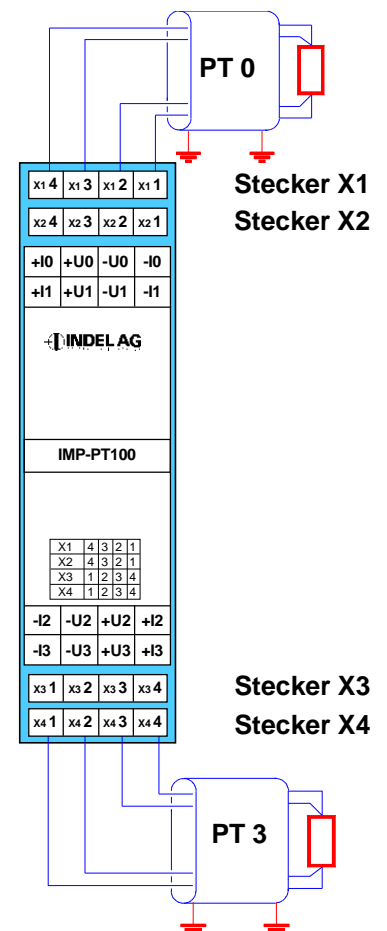 PT 0
X1 4 X1 3 X1 2 X1 1 Stecker X1
X2 4 X2 3 X2 2 X2 1 Stecker X2
+I0 +U0 -U0 -I0
+I1 +U1 -U1 -I1
INDEL AG
IMP-PT100
X1 4 3 2 1
X2 4 3 2 1
X3 1 2 3 4
X4 1 2 3 4
-I2 -U2 +U2 +I2
-I3 -U3 +U3 +I3
X3 1 X3 2 X3 3 X3 4 Stecker X3
X4 1 X4 2 X4 3 X4 4 Stecker X4
PT 3